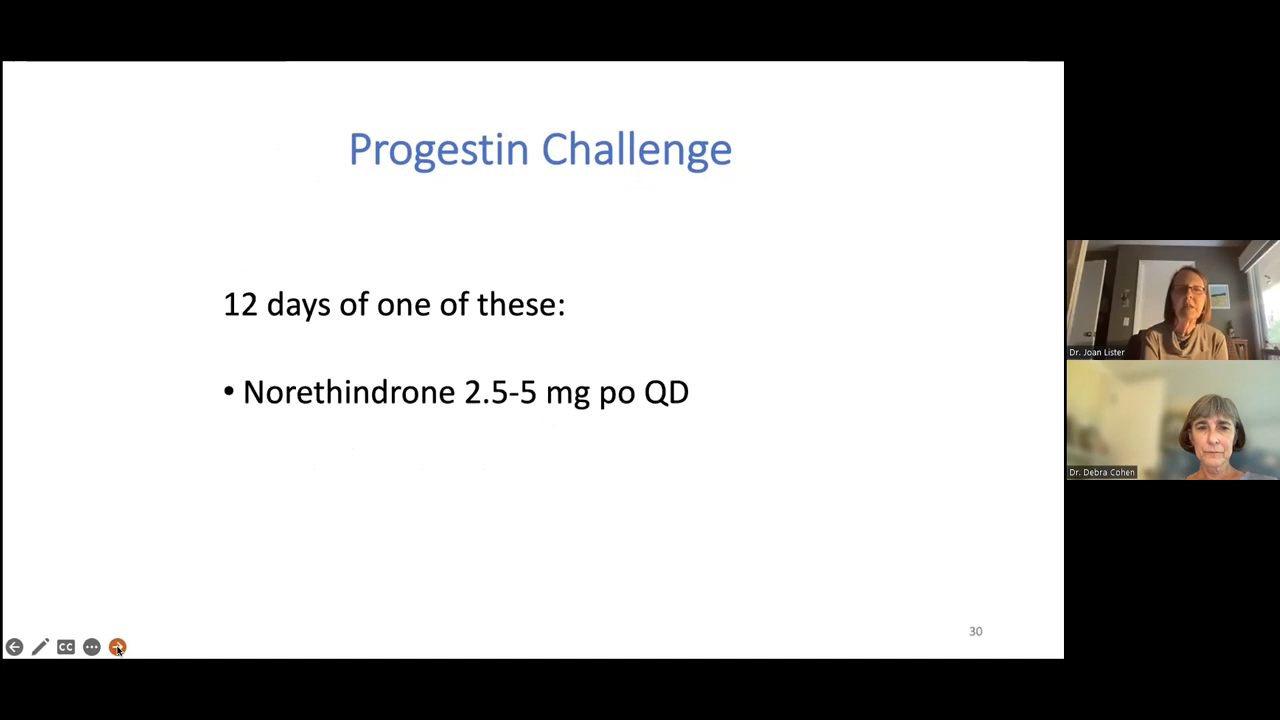 Progestin Challenge
12 days of one of these:
• Norethindrone 2.5-5 mg po QD
30
CC
Dr. Joan Lister
Dr. Debra Cohen